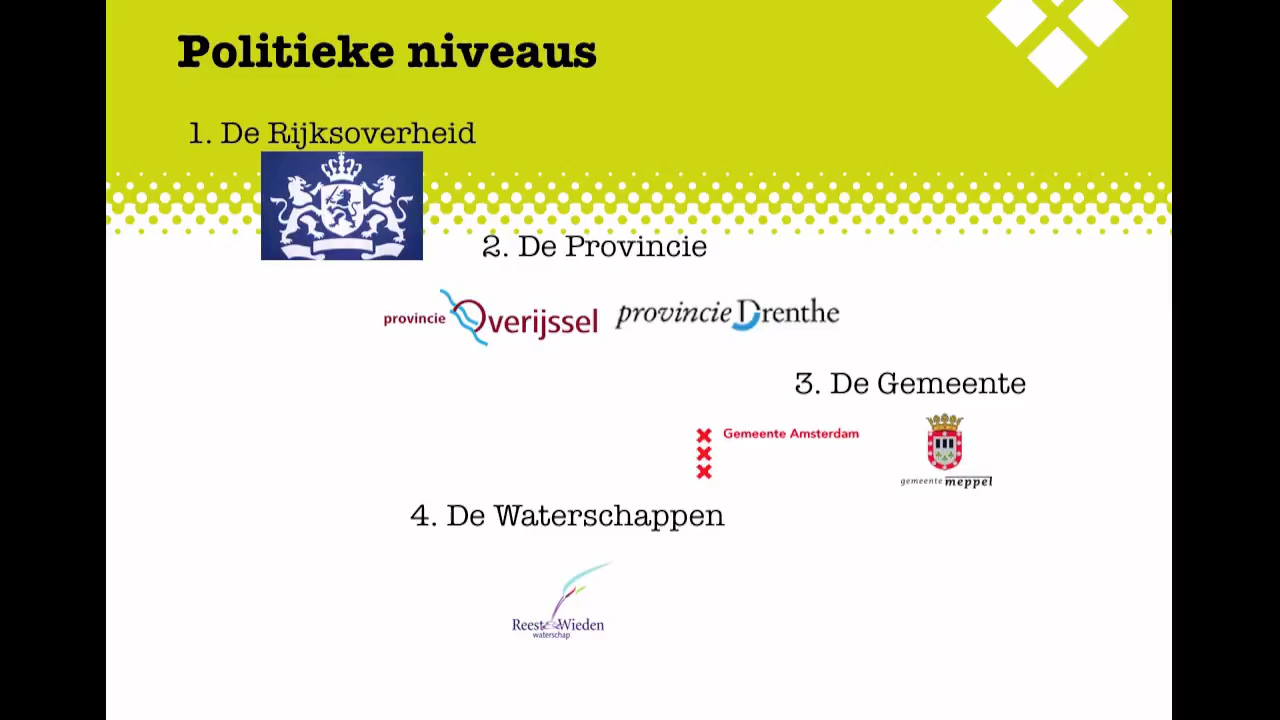 Politieke niveaus
1. De Rijksoverheid
2. De Provincie
provincie Overijssel
provincie Drenthe
3. De Gemeente
Gemeente Amsterdam
gemeente meppel
4. De Waterschappen
Reest & Wieden
waterschap